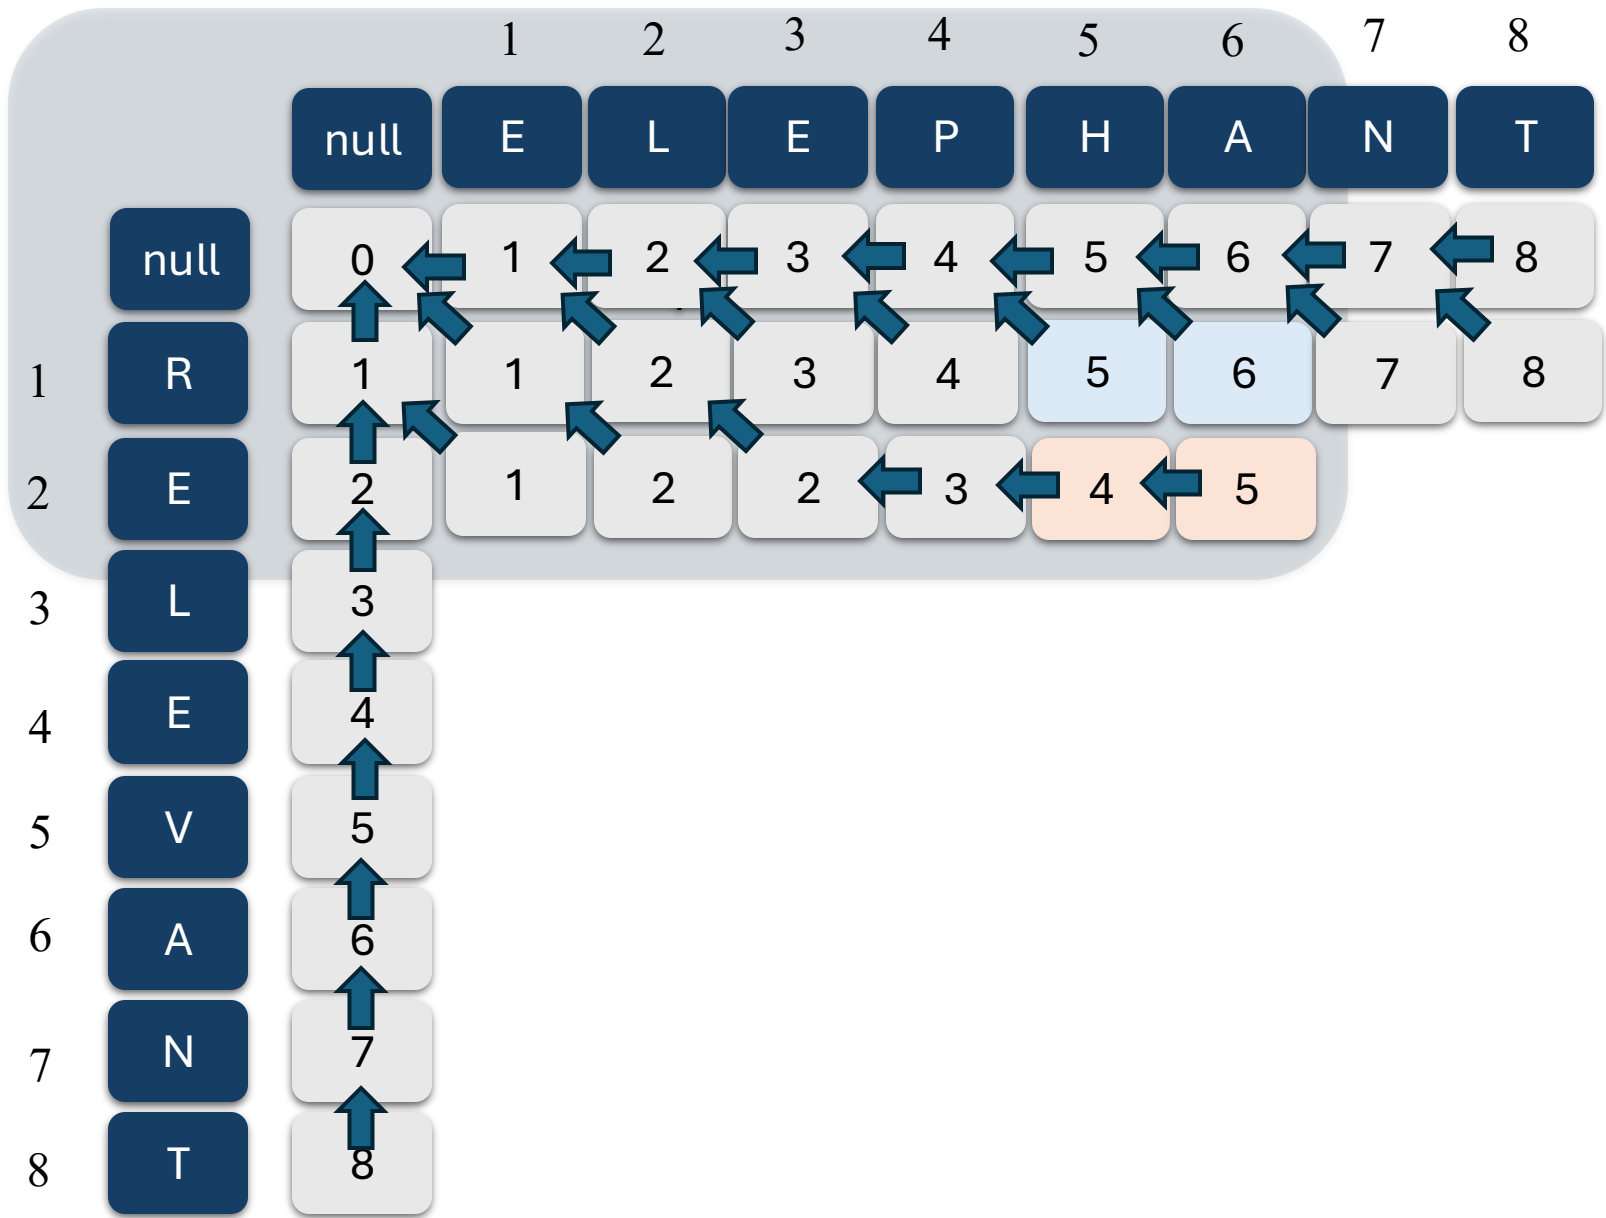 1 2 3 4 5 6 7 8
null E L E P H A N T
null 0 1 2 3 4 5 6 7 8
1 R 1 1 2 3 4 5 6 7 8
2 E 2 1 2 2 3 4 5
3 L 3
4 E 4
5 V 5
6 A 6
7 N 7
8 T 8